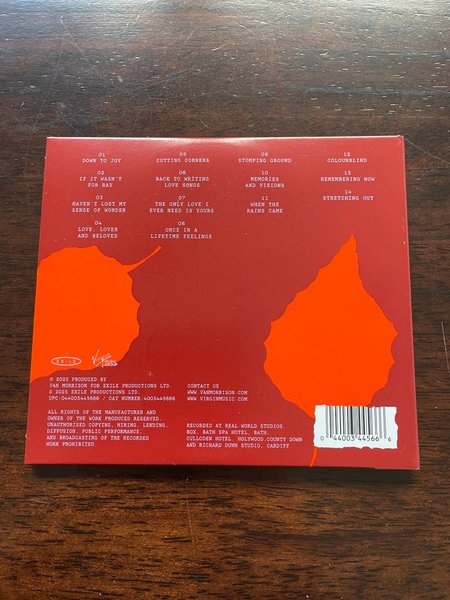 01
DOWN TO JOY
02
IF IT WASN'T
FOR RAY
03
HAVEN'T LOST MY
SENSE OF WONDER
04
LOVE, LOVER
AND BELOVED
05
CUTTING CORNERS
06
BACK TO WRITING
LOVE SONGS
07
THE ONLY LOVE I
EVER NEED IS YOURS
08
ONCE IN A
LIFETIME FEELINGS
09
STOMPING GROUND
10
MEMORIES
AND VISIONS
11
WHEN THE
RAINS CAME
12
COLOURBLIND
13
REMEMBERING NOW
14
STRETCHING OUT
EXILE
Virgin
℗ 2025 PRODUCED BY
VAN MORRISON FOR EXILE PRODUCTIONS LTD.
© 2025 EXILE PRODUCTIONS LTD.
UPC:044003445666 / CAT NUMBER: 4003445666
CONTACT US
WWW.VANMORRISON.COM
WWW.VIRGINMUSIC.COM
ALL RIGHTS OF THE MANUFACTURER AND
OWNER OF THE WORK PRODUCED RESERVED.
UNAUTHORISED COPYING, HIRING, LENDING,
DIFFUSION, PUBLIC PERFORMANCE,
AND BROADCASTING OF THE RECORDED
WORK PROHIBITED.
RECORDED AT REAL WORLD STUDIOS,
BOX, BATH SPA HOTEL, BATH,
CULLODEN HOTEL, HOLYWOOD,COUNTY DOWN
AND RICHARD DUNN STUDIO, CARDIFF.
0 44003 44566 6